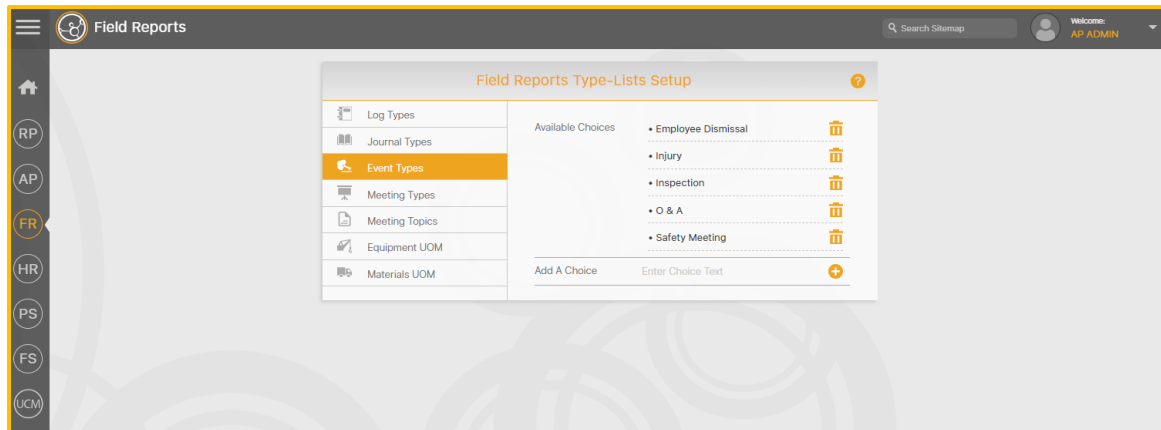 Field Reports
Search Sitemap
Welcome:
AP ADMIN
RP
AP
FR
HR
PS
FS
UCM
Field Reports Type-Lists Setup
?
Log Types
Journal Types
Event Types
Meeting Types
Meeting Topics
Equipment UOM
Materials UOM
Available Choices
• Employee Dismissal
• Injury
• Inspection
• O & A
• Safety Meeting
Add A Choice Enter Choice Text